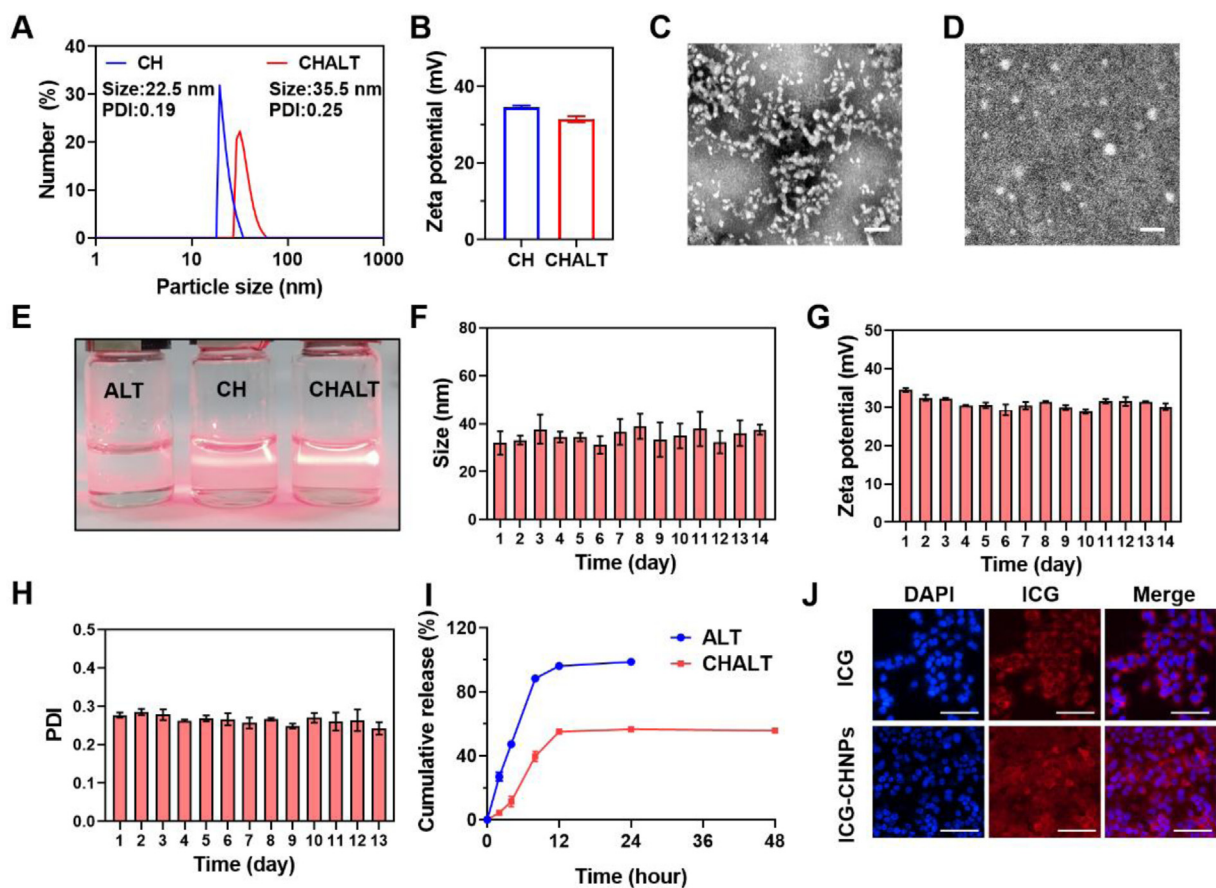 A
40
30
20
10
0
Number (%)
CH
Size:22.5 nm
PDI:0.19
CHALT
Size:35.5 nm
PDI:0.25
1
10
100
1000
Particle size (nm)
B
Zeta potential (mV)
40
20
0
CH
CHALT
C
D
E
ALT
CH
CHALT
F
Size (nm)
80
60
40
20
0
1 2 3 4 5 6 7 8 9 10 11 12 13 14
Time (day)
G
Zeta potential (mV)
50
40
30
20
10
0
1 2 3 4 5 6 7 8 9 10 11 12 13 14
Time (day)
H
PDI
0.5
0.4
0.3
0.2
0.1
0.0
1 2 3 4 5 6 7 8 9 10 11 12 13
Time (day)
I
Cumulative release (%)
120
80
40
0
ALT
CHALT
0 12 24 36 48
Time (hour)
J
DAPI ICG Merge
ICG
ICG-CHNPs